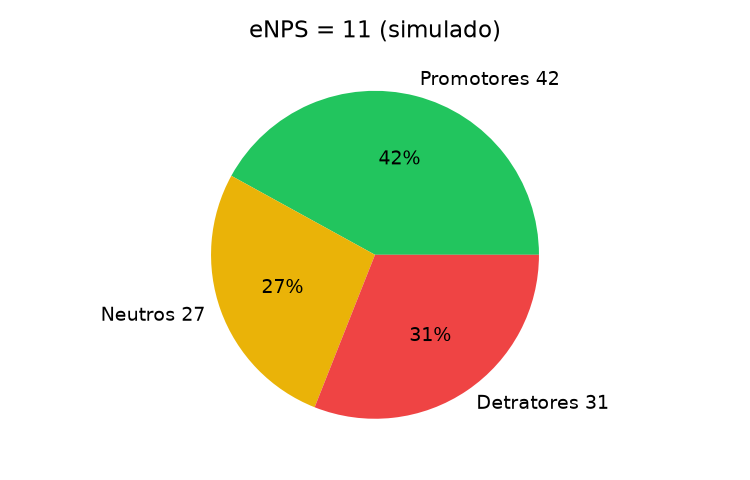 eNPS = 11 (simulado)
Promotores 42
42%
27%
Neutros 27
31%
Detratores 31